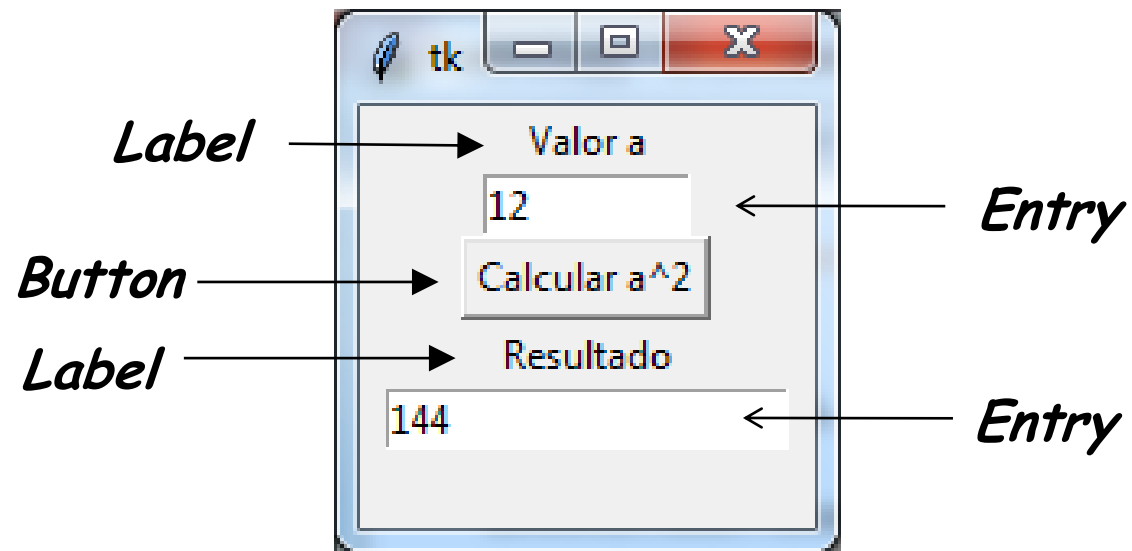 tk
Label
Valor a
12
Entry
Button
Calcular a^2
Label
Resultado
144
Entry